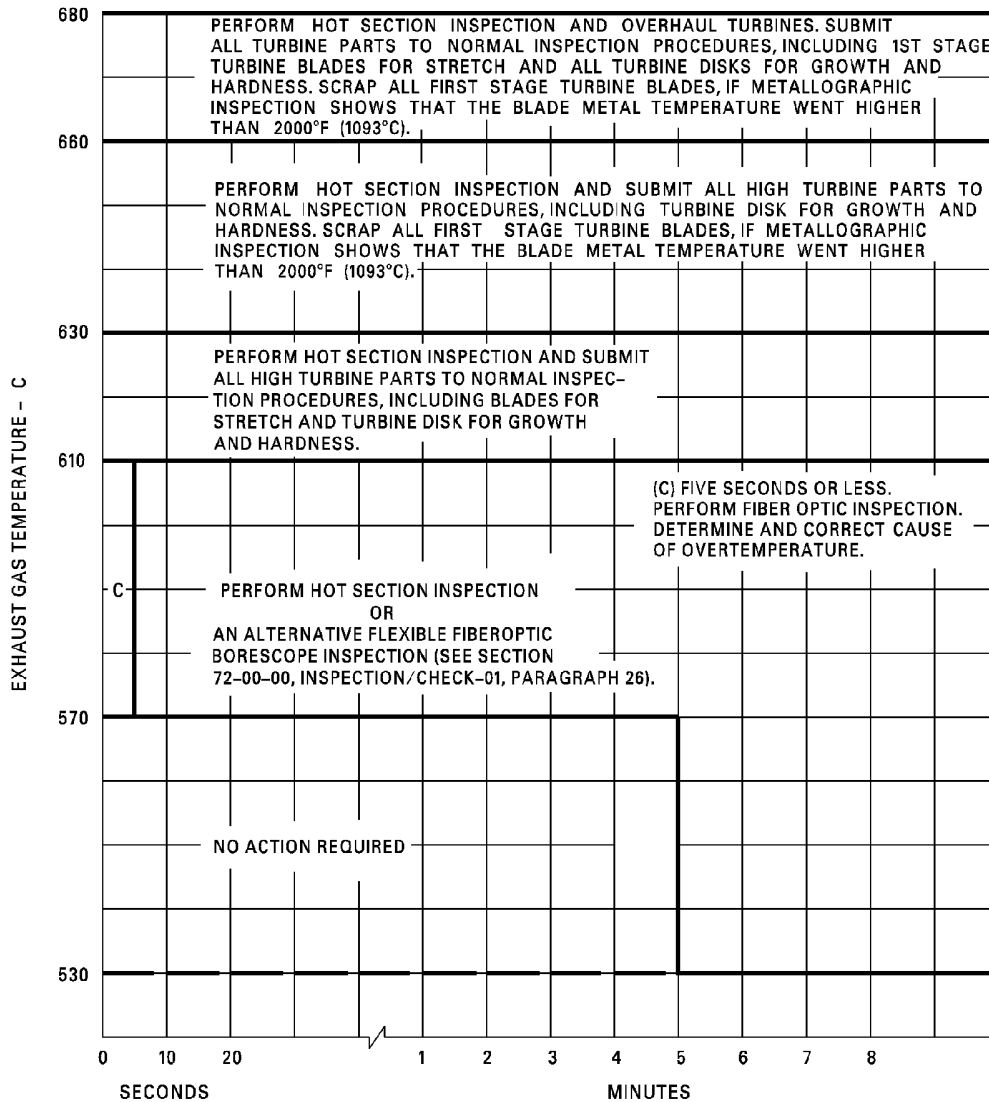 680
PERFORM HOT SECTION INSPECTION AND OVERHAUL TURBINES. SUBMIT
ALL TURBINE PARTS TO NORMAL INSPECTION PROCEDURES, INCLUDING 1ST STAGE
TURBINE BLADES FOR STRETCH AND ALL TURBINE DISKS FOR GROWTH AND
HARDNESS. SCRAP ALL FIRST STAGE TURBINE BLADES, IF METALLOGRAPHIC
INSPECTION SHOWS THAT THE BLADE METAL TEMPERATURE WENT HIGHER
THAN 2000°F (1093°C).
660
PERFORM HOT SECTION INSPECTION AND SUBMIT ALL HIGH TURBINE PARTS TO
NORMAL INSPECTION PROCEDURES, INCLUDING TURBINE DISK FOR GROWTH AND
HARDNESS. SCRAP ALL FIRST STAGE TURBINE BLADES, IF METALLOGRAPHIC
INSPECTION SHOWS THAT THE BLADE METAL TEMPERATURE WENT HIGHER
THAN 2000°F (1093°C).
630
PERFORM HOT SECTION INSPECTION AND SUBMIT
ALL HIGH TURBINE PARTS TO NORMAL INSPEC-
TION PROCEDURES, INCLUDING BLADES FOR
STRETCH AND TURBINE DISK FOR GROWTH
AND HARDNESS.
EXHAUST GAS TEMPERATURE - C
610
(C) FIVE SECONDS OR LESS.
PERFORM FIBER OPTIC INSPECTION.
DETERMINE AND CORRECT CAUSE
OF OVERTEMPERATURE.
C
PERFORM HOT SECTION INSPECTION
OR
AN ALTERNATIVE FLEXIBLE FIBEROPTIC
BORESCOPE INSPECTION (SEE SECTION
72-00-00, INSPECTION/CHECK-01, PARAGRAPH 26).
570
NO ACTION REQUIRED
530
0 10 20 1 2 3 4 5 6 7 8
SECONDS MINUTES